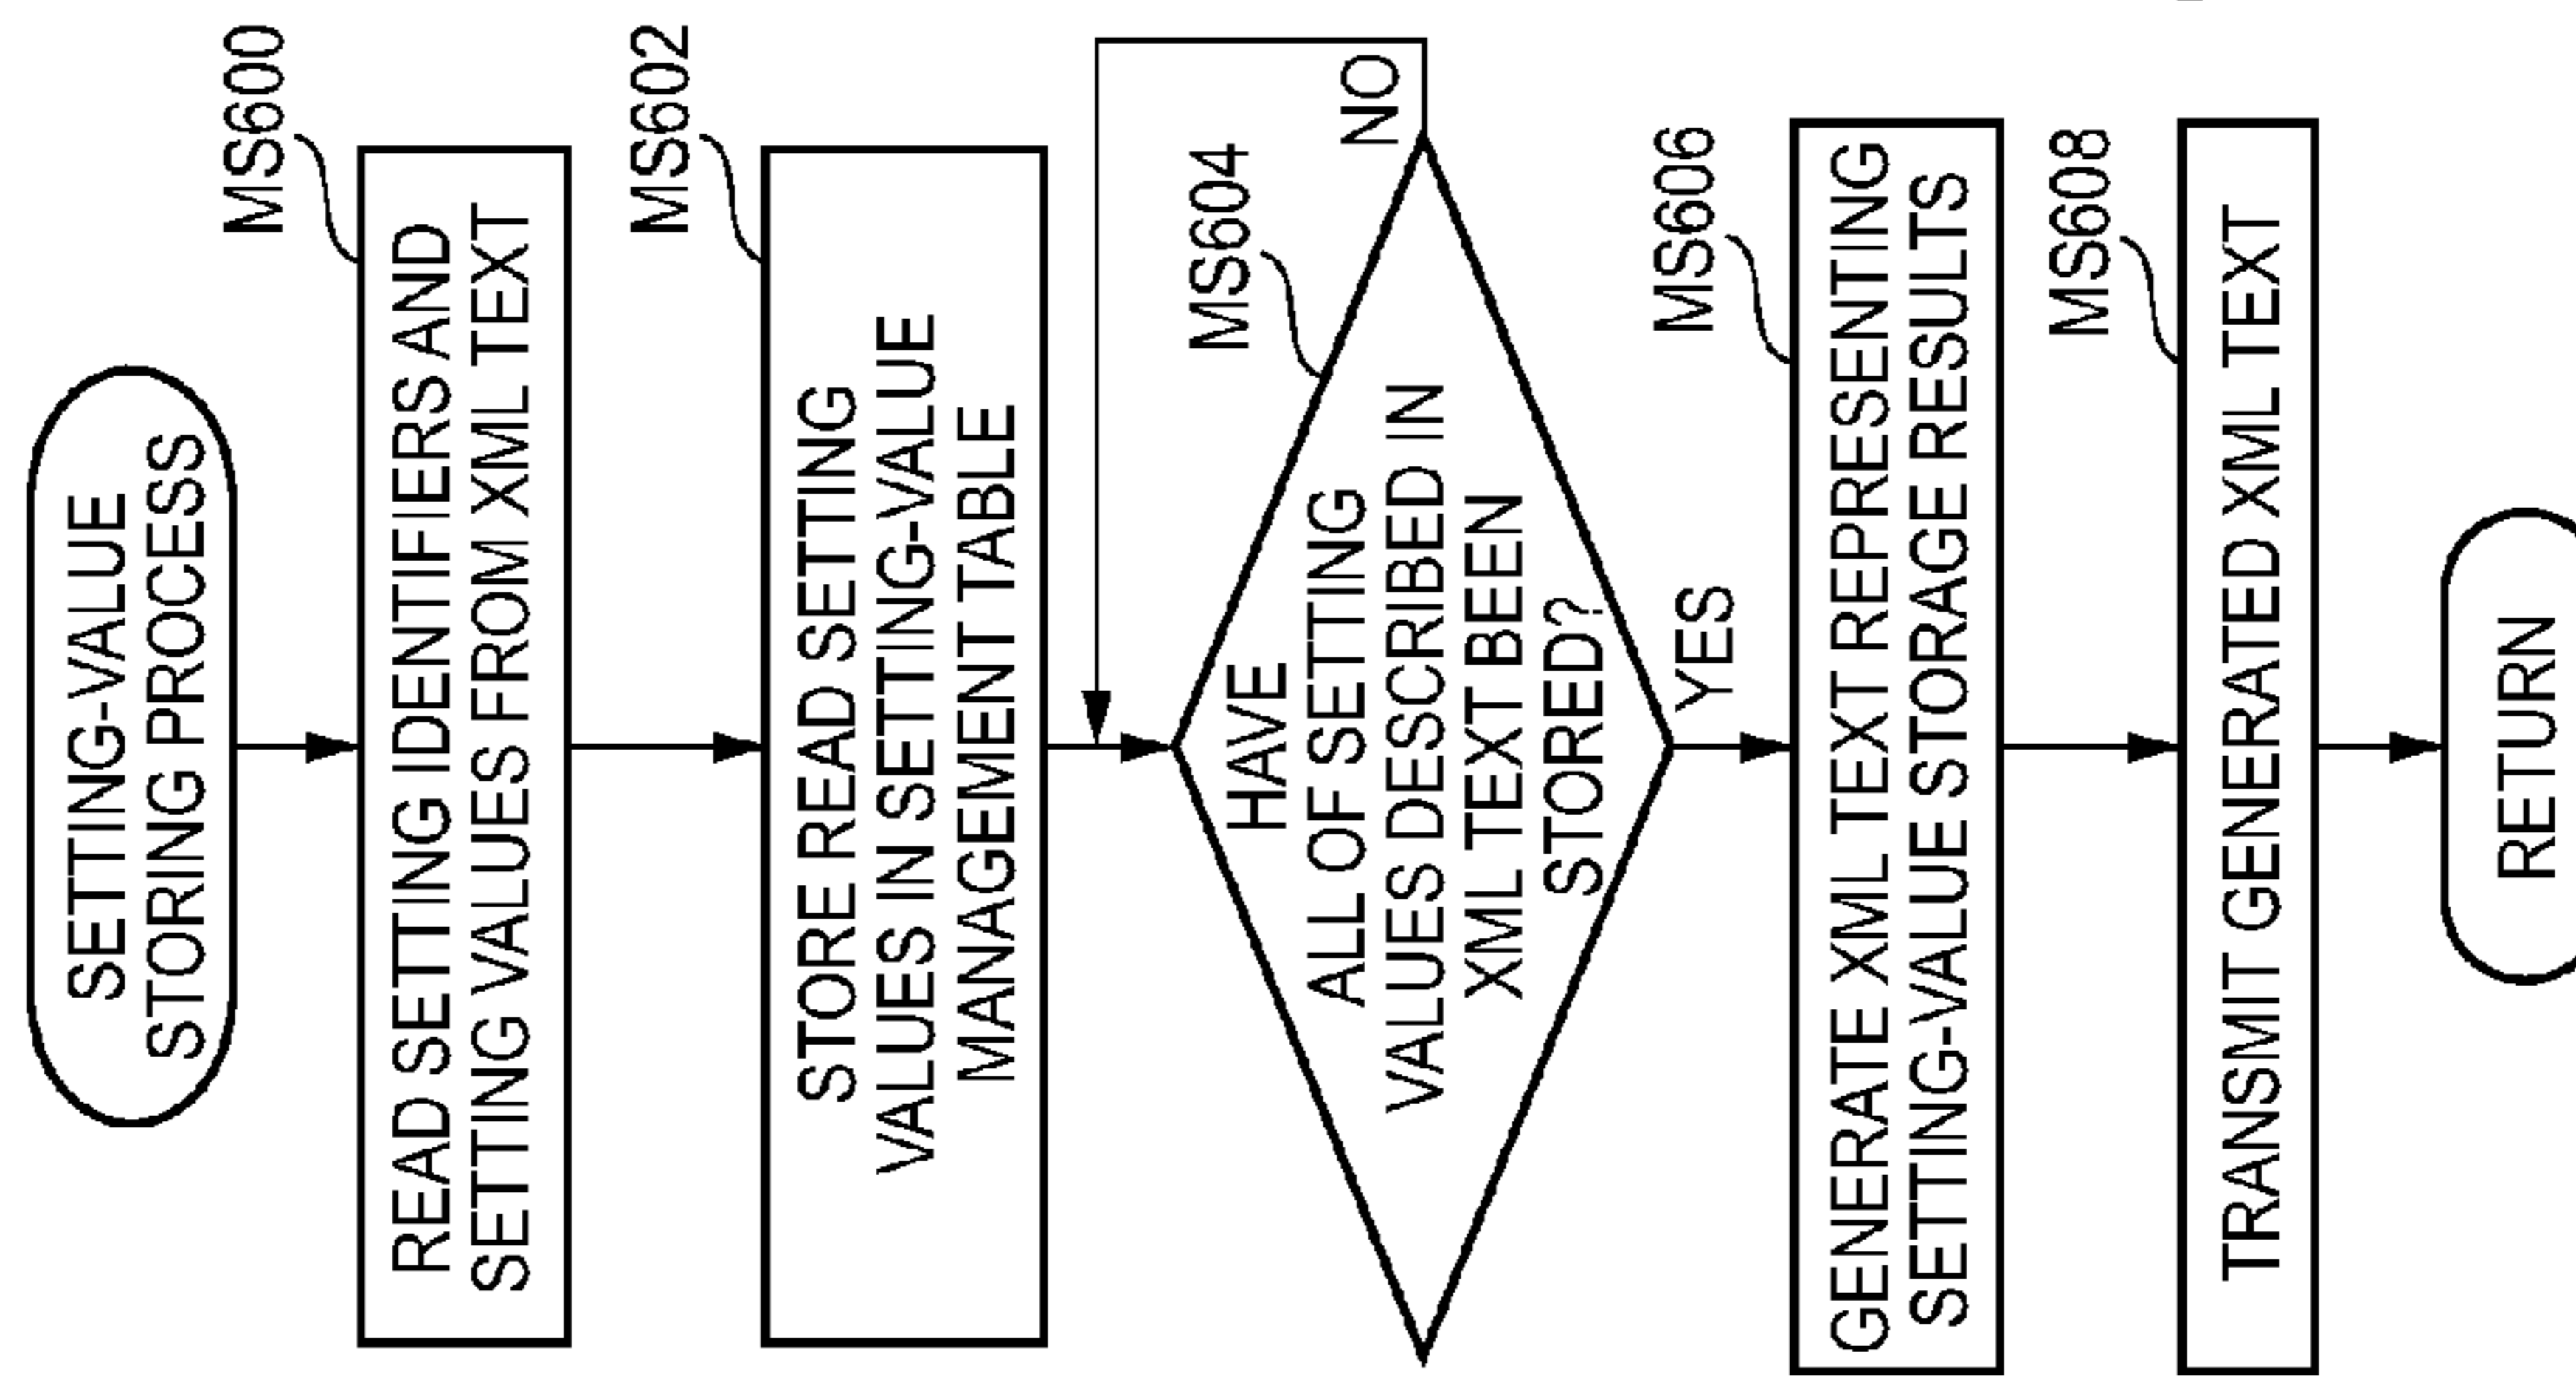 SETTING-VALUE
STORING PROCESS
MS600
READ SETTING IDENTIFIERS AND
SETTING VALUES FROM XML TEXT
MS602
STORE READ SETTING
VALUES IN SETTING-VALUE
MANAGEMENT TABLE
MS604
NO
HAVE
ALL OF SETTING
VALUES DESCRIBED IN
XML TEXT BEEN
STORED?
YES
MS606
GENERATE XML TEXT REPRESENTING
SETTING-VALUE STORAGE RESULTS
MS608
TRANSMIT GENERATED XML TEXT
RETURN